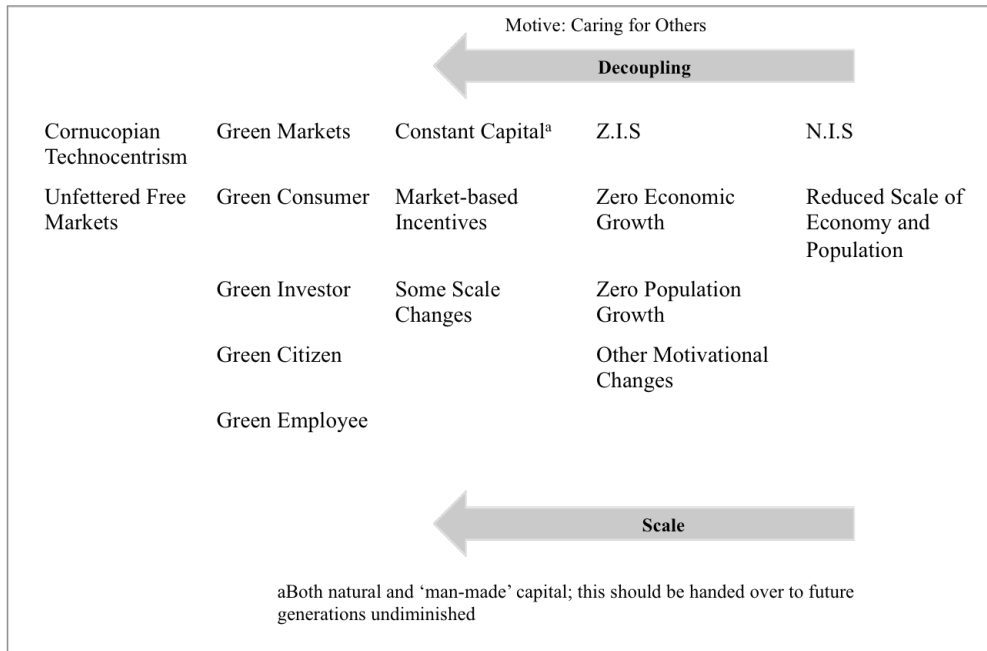 Motive: Caring for Others
Decoupling
Cornucopian
Technocentrism
Green Markets
Constant Capitalᵃ
Z.I.S
N.I.S
Unfettered Free
Markets
Green Consumer
Market-based
Incentives
Zero Economic
Growth
Reduced Scale of
Economy and
Population
Green Investor
Some Scale
Changes
Zero Population
Growth
Green Citizen
Other Motivational
Changes
Green Employee
Scale
aBoth natural and ‘man-made’ capital; this should be handed over to future
generations undiminished